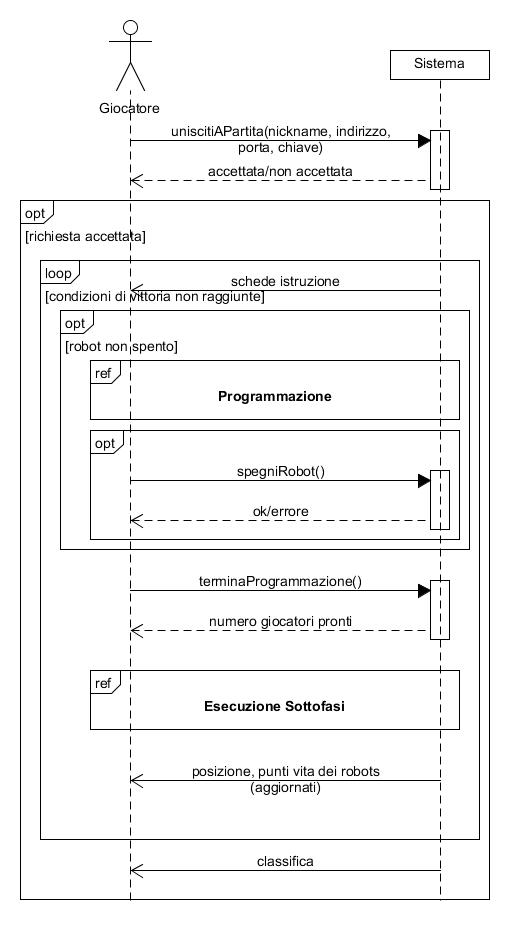 Giocatore
Sistema
uniscitiAPartita(nickname, indirizzo,
porta, chiave)
accettata/non accettata
opt
[richiesta accettata]
loop
schede istruzione
[condizioni di vittoria non raggiunte]
opt
[robot non spento]
ref
Programmazione
opt
spegniRobot()
ok/errore
terminaProgrammazione()
numero giocatori pronti
ref
Esecuzione Sottofasi
posizione, punti vita dei robots
(aggiornati)
classifica